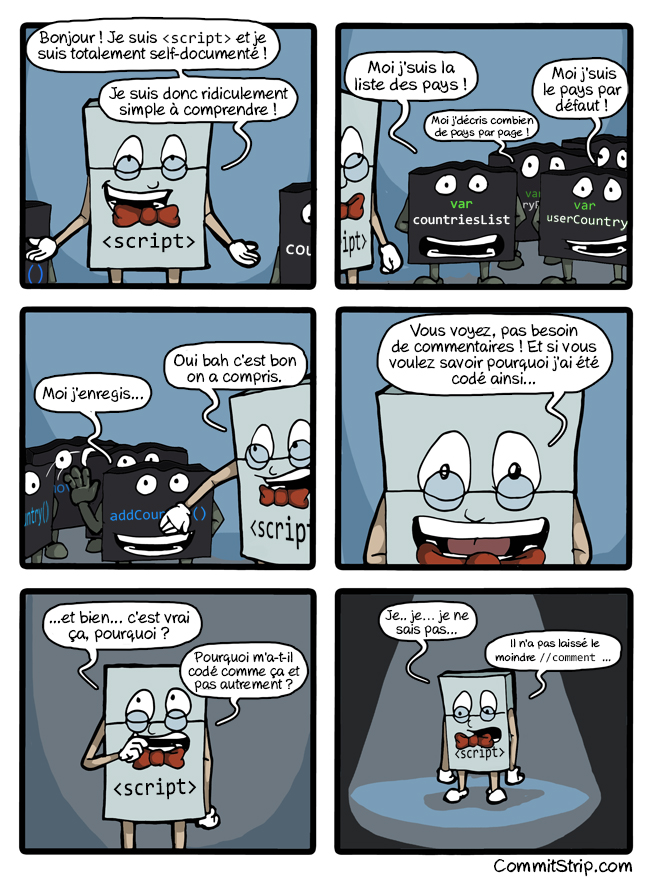 Bonjour ! Je suis <script> et je
suis totalement self-documenté !
Je suis donc ridiculement
simple à comprendre !
<script>
()
cou
Moi j'suis la
liste des pays !
Moi j'décris combien
de pays par page !
Moi j'suis
le pays par
défaut !
ipt>
var
countriesList
va
ryP
var
userCountry
Oui bah c'est bon
on a compris.
Moi j'enregis...
ntry()
addCou
()
<scrip
Vous voyez, pas besoin
de commentaires ! Et si vous
voulez savoir pourquoi j'ai été
codé ainsi...
...et bien... c'est vrai
ça, pourquoi ?
Pourquoi m'a-t-il
codé comme ça et
pas autrement ?
<script>
Je.. je... je ne
sais pas...
Il n'a pas laissé le
moindre //comment ...
<script>
CommitStrip.com